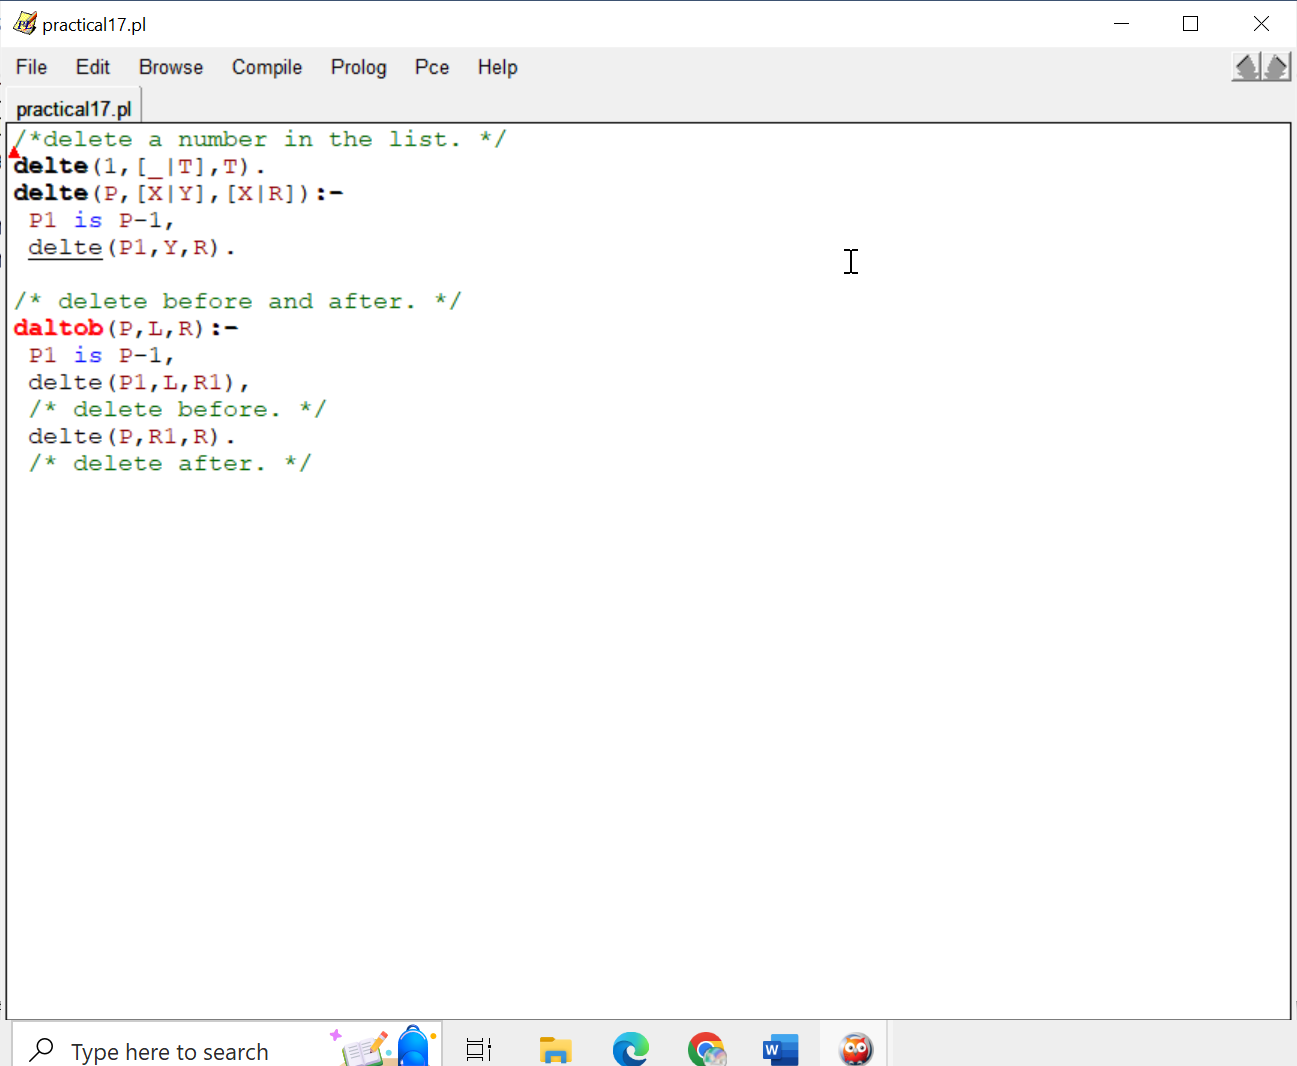 practical17.pl
File Edit Browse Compile Prolog Pce Help
practical17.pl
/*delete a number in the list. */
delte(1,[_|T],T).
delte(P,[X|Y],[X|R]):-
 P1 is P-1,
 delte(P1,Y,R).
/* delete before and after. */
daltob(P,L,R):-
 P1 is P-1,
 delte(P1,L,R1),
 /* delete before. */
 delte(P,R1,R).
 /* delete after. */
Type here to search